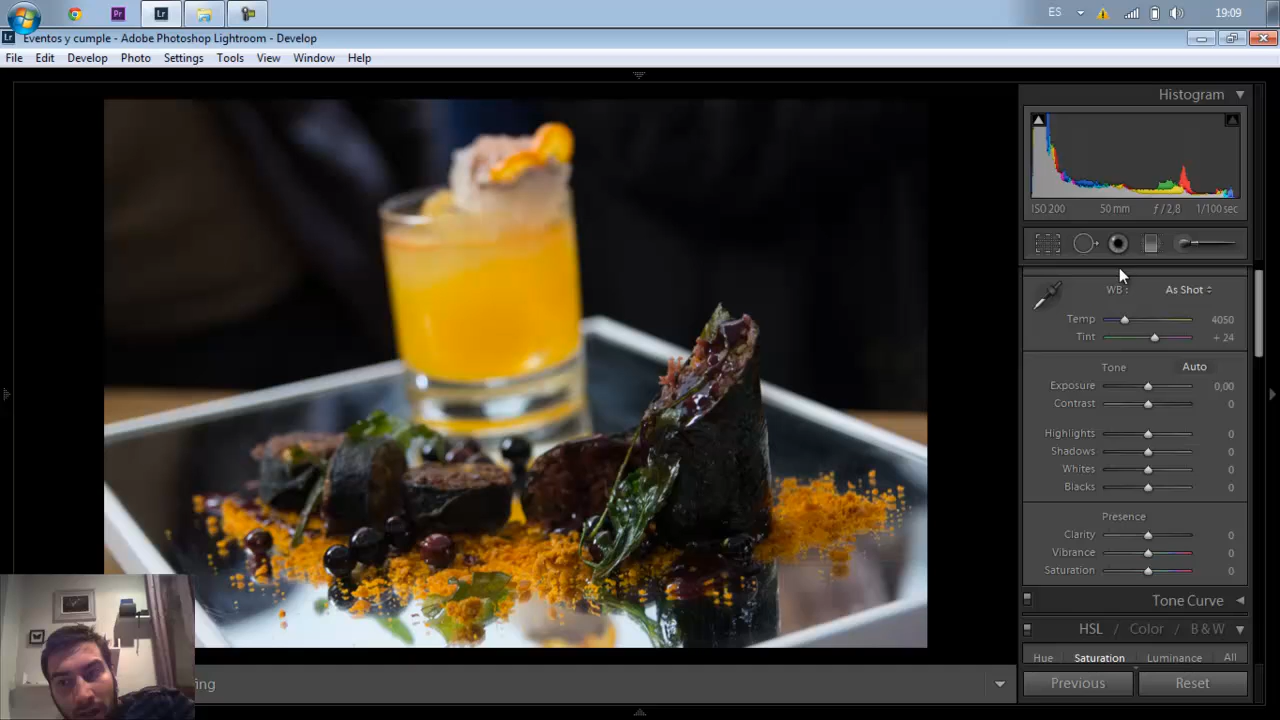 Pr
Lr
ES
19:09
Lr Eventos y cumple - Adobe Photoshop Lightroom - Develop
File Edit Develop Photo Settings Tools View Window Help
Histogram
ISO 200 50 mm ƒ / 2,8 1/100 sec
WB : As Shot
Temp 4050
Tint + 24
Tone Auto
Exposure 0,00
Contrast 0
Highlights 0
Shadows 0
Whites 0
Blacks 0
Presence
Clarity 0
Vibrance 0
Saturation 0
Tone Curve
HSL / Color / B & W
Hue Saturation Luminance All
ing
Previous Reset